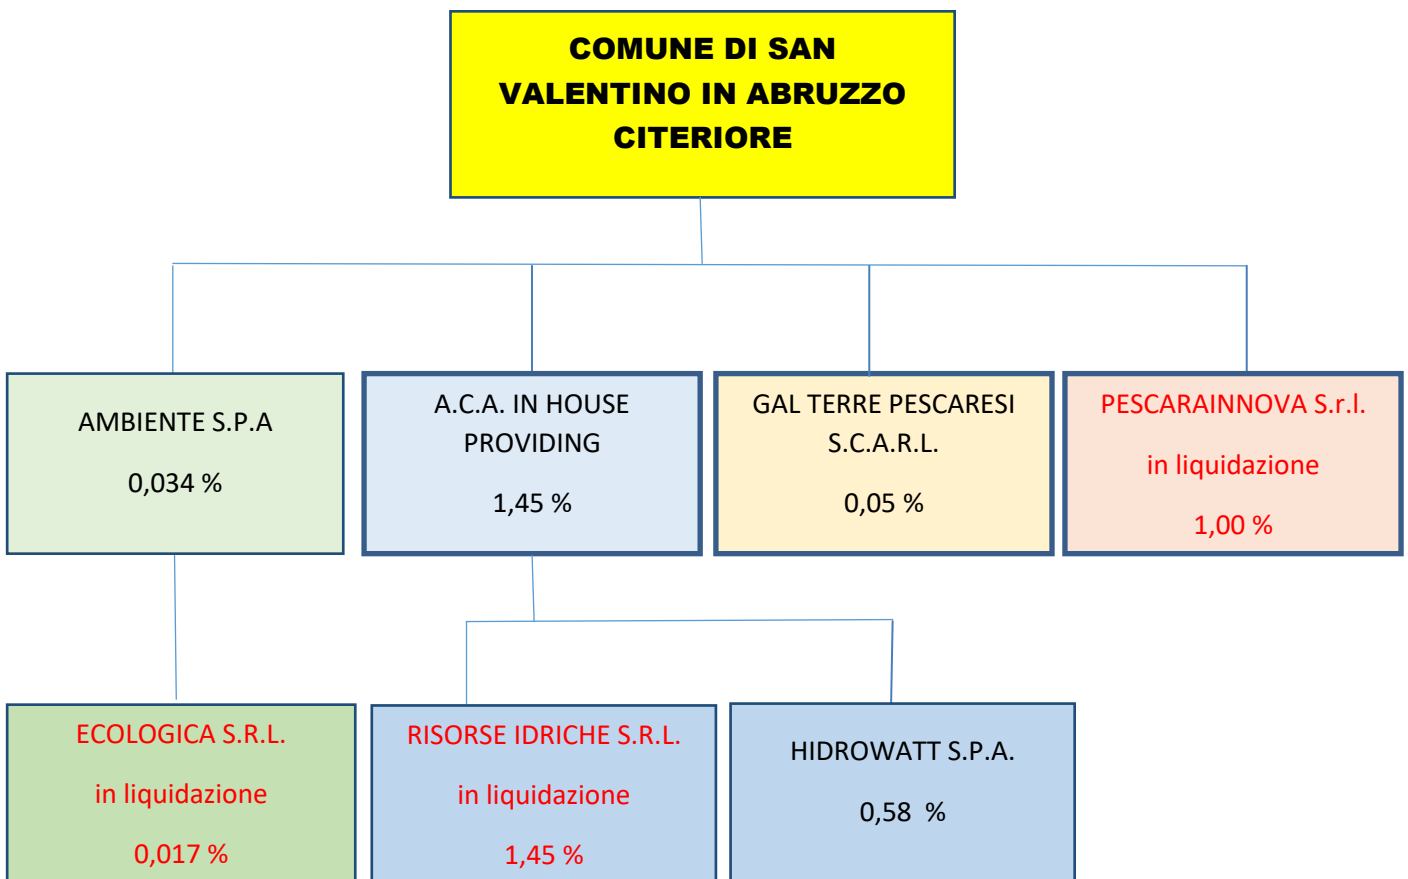 COMUNE DI SAN
VALENTINO IN ABRUZZO
CITERIORE
AMBIENTE S.P.A
0,034 %
A.C.A. IN HOUSE
PROVIDING
1,45 %
GAL TERRE PESCARESI
S.C.A.R.L.
0,05 %
PESCARAINNOVA S.r.l.
in liquidazione
1,00 %
ECOLOGICA S.R.L.
in liquidazione
0,017 %
RISORSE IDRICHE S.R.L.
in liquidazione
1,45 %
HIDROWATT S.P.A.
0,58 %